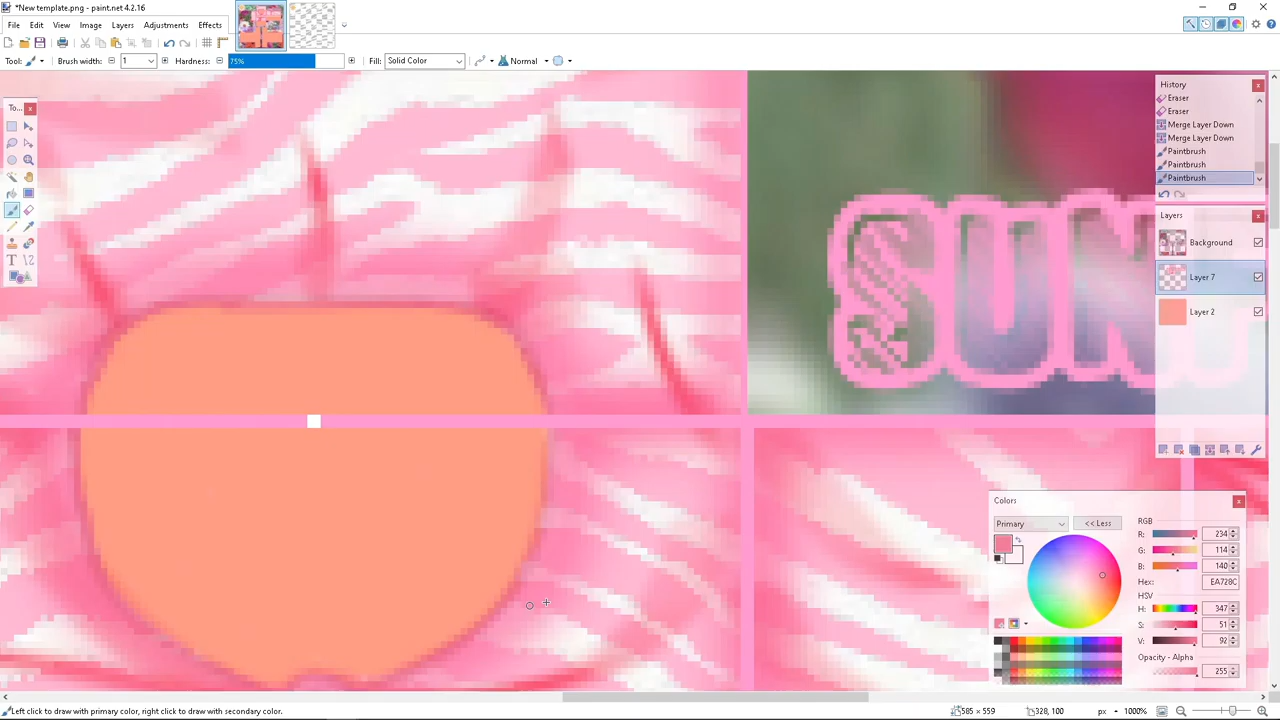 *New template.png - paint.net 4.2.16
File Edit View Image Layers Adjustments Effects
Tool: Brush width: 1 Hardness: 75% Fill: Solid Color Normal
To...
History
Eraser
Eraser
Merge Layer Down
Merge Layer Down
Paintbrush
Paintbrush
Paintbrush
Layers
Background
Layer 7
Layer 2
SUN
Colors
Primary << Less
RGB
R: 234
G: 114
B: 140
Hex: EA728C
HSV
H: 347
S: 51
V: 92
Opacity - Alpha
255
Left click to draw with primary color, right click to draw with secondary color. 585 x 559 328, 100 px 1000%